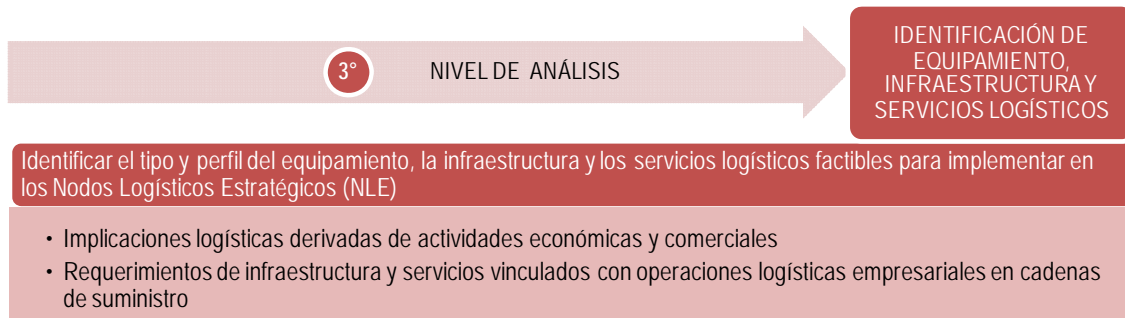 3° NIVEL DE ANÁLISIS
IDENTIFICACIÓN DE
EQUIPAMIENTO,
INFRAESTRUCTURA Y
SERVICIOS LOGÍSTICOS
Identificar el tipo y perfil del equipamiento, la infraestructura y los servicios logísticos factibles para implementar en
los Nodos Logísticos Estratégicos (NLE)
• Implicaciones logísticas derivadas de actividades económicas y comerciales
• Requerimientos de infraestructura y servicios vinculados con operaciones logísticas empresariales en cadenas
de suministro